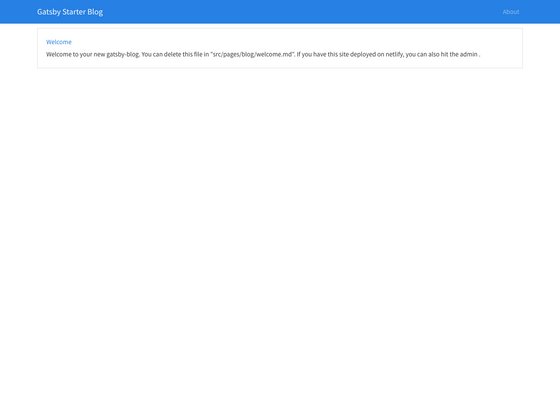 Gatsby Starter Blog
About
Welcome
Welcome to your new gatsby-blog. You can delete this file in "src/pages/blog/welcome.md". If you have this site deployed on netlify, you can also hit the admin .